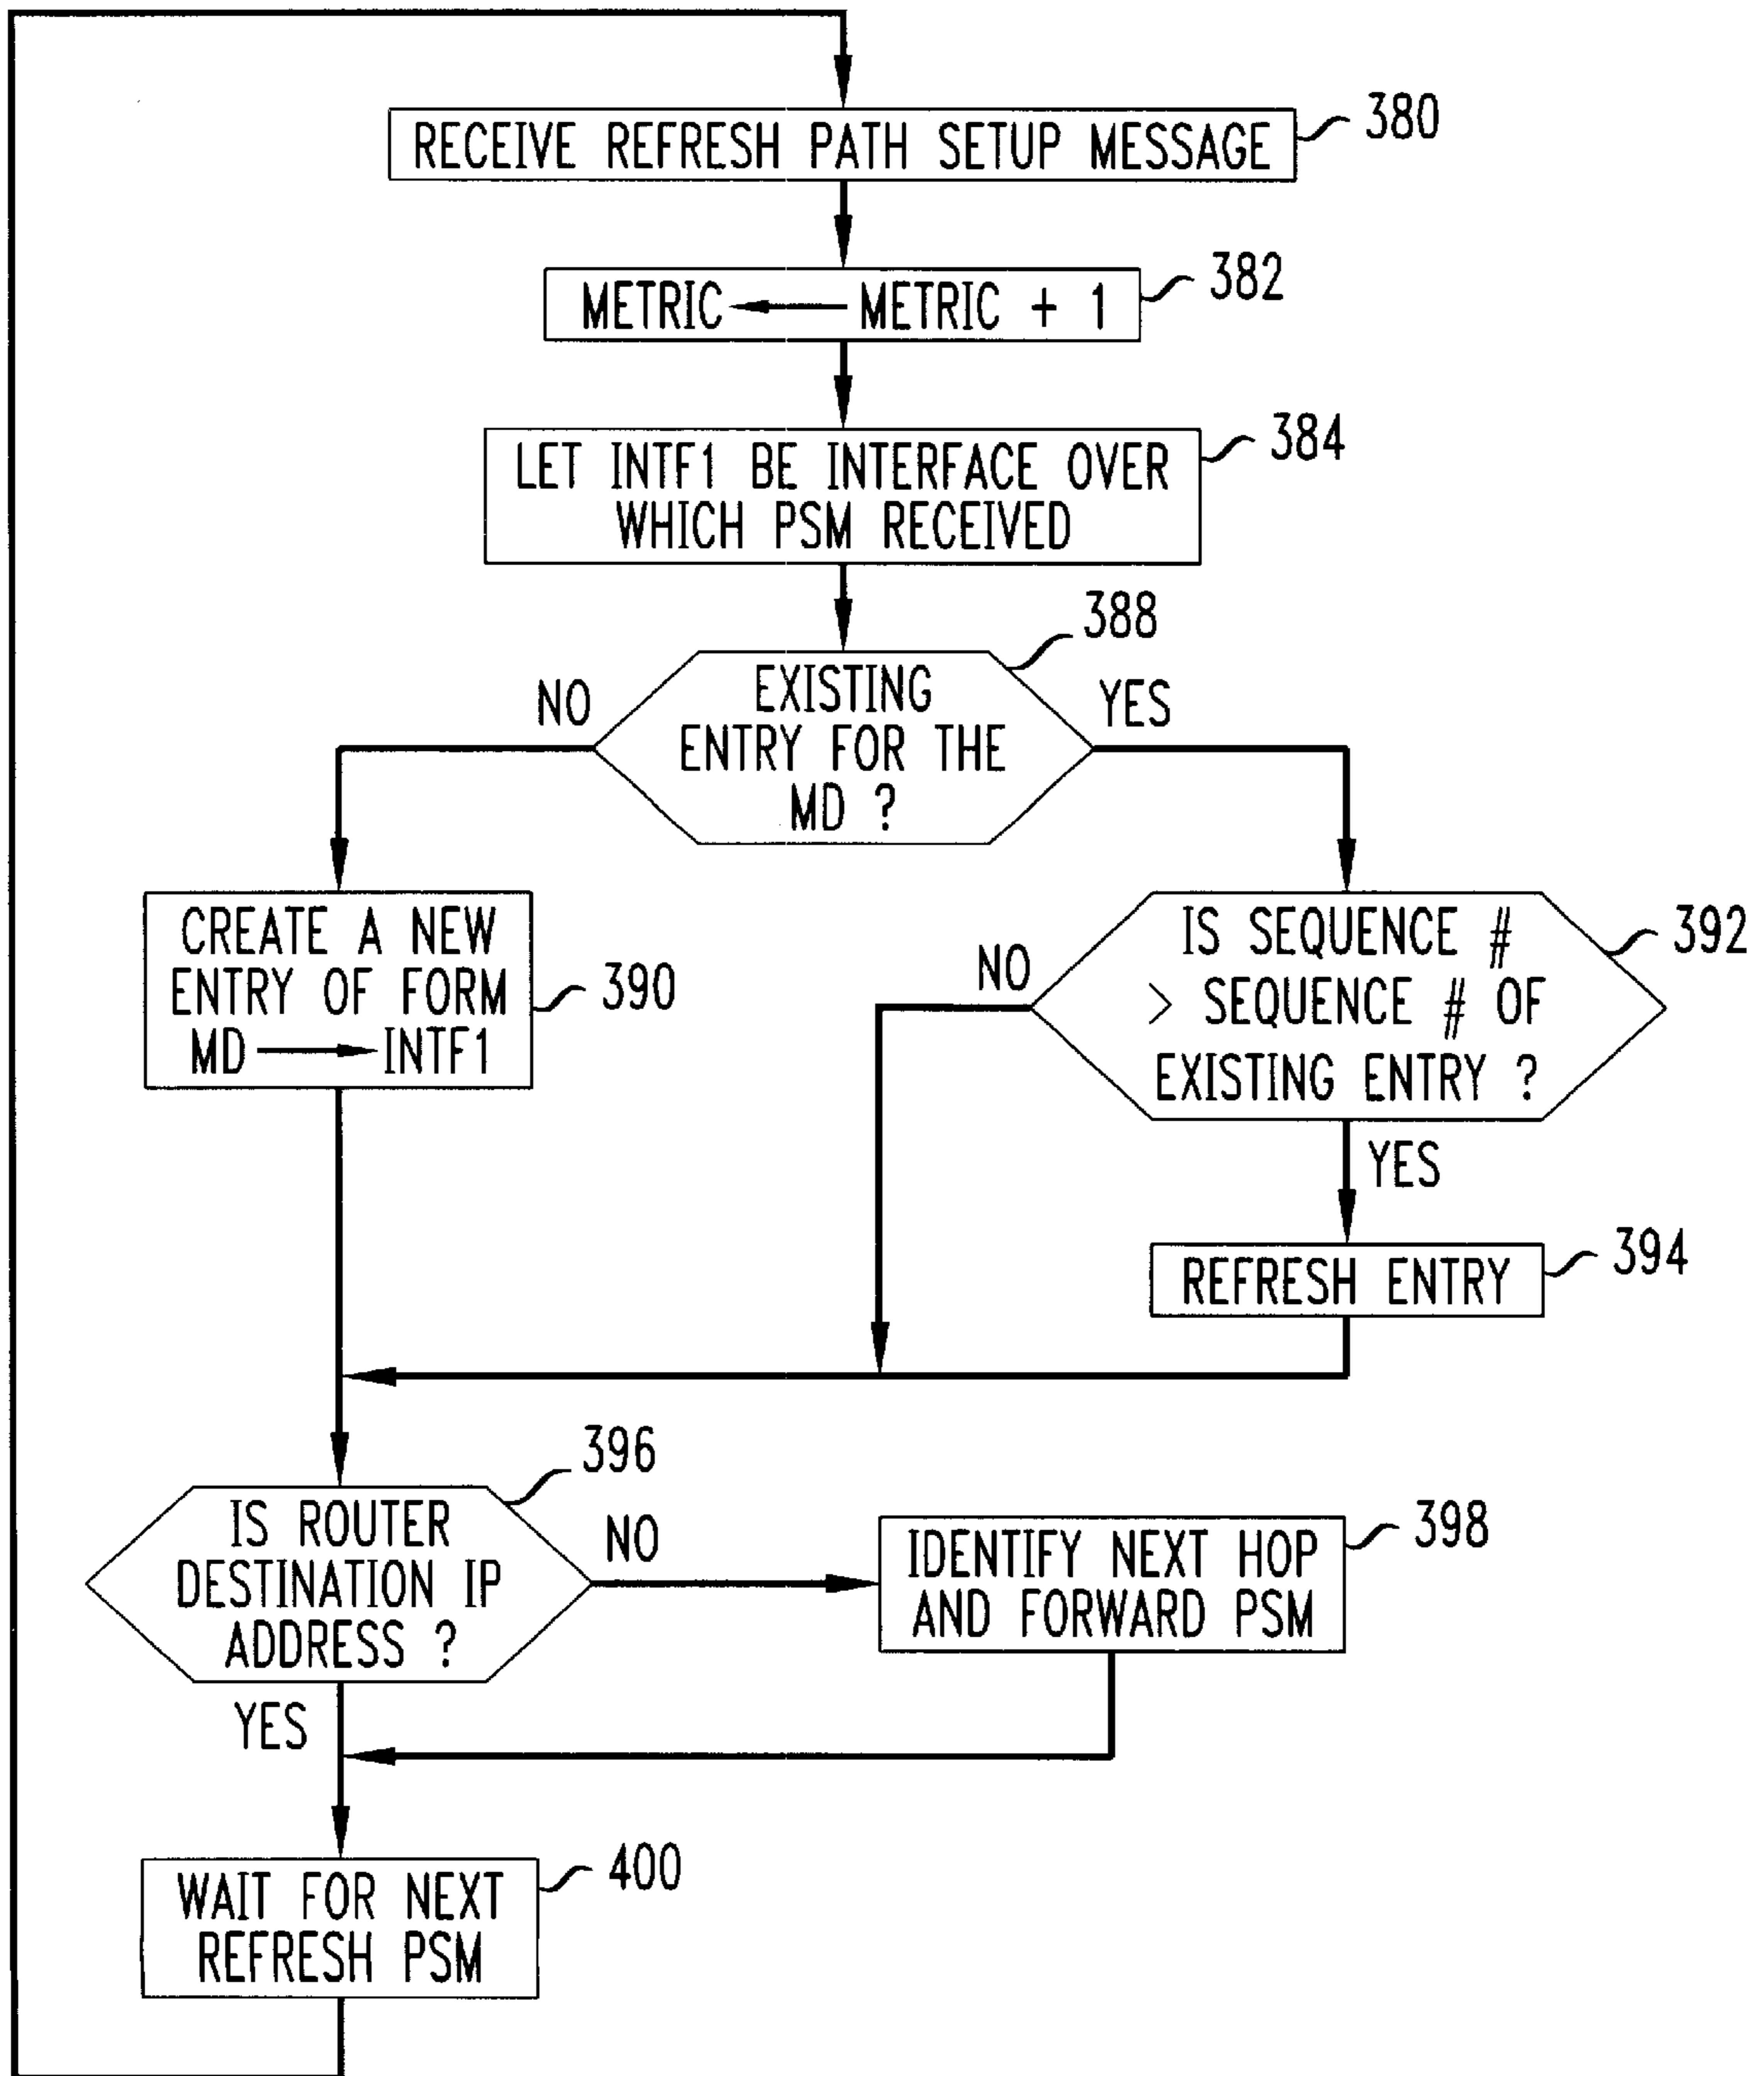 RECEIVE REFRESH PATH SETUP MESSAGE
380
METRIC ← METRIC + 1
382
LET INTF1 BE INTERFACE OVER
WHICH PSM RECEIVED
384
388
EXISTING
ENTRY FOR THE
MD ?
NO
YES
CREATE A NEW
ENTRY OF FORM
MD → INTF1
390
IS SEQUENCE #
> SEQUENCE # OF
EXISTING ENTRY ?
392
NO
YES
REFRESH ENTRY
394
396
IS ROUTER
DESTINATION IP
ADDRESS ?
NO
IDENTIFY NEXT HOP
AND FORWARD PSM
398
YES
WAIT FOR NEXT
REFRESH PSM
400